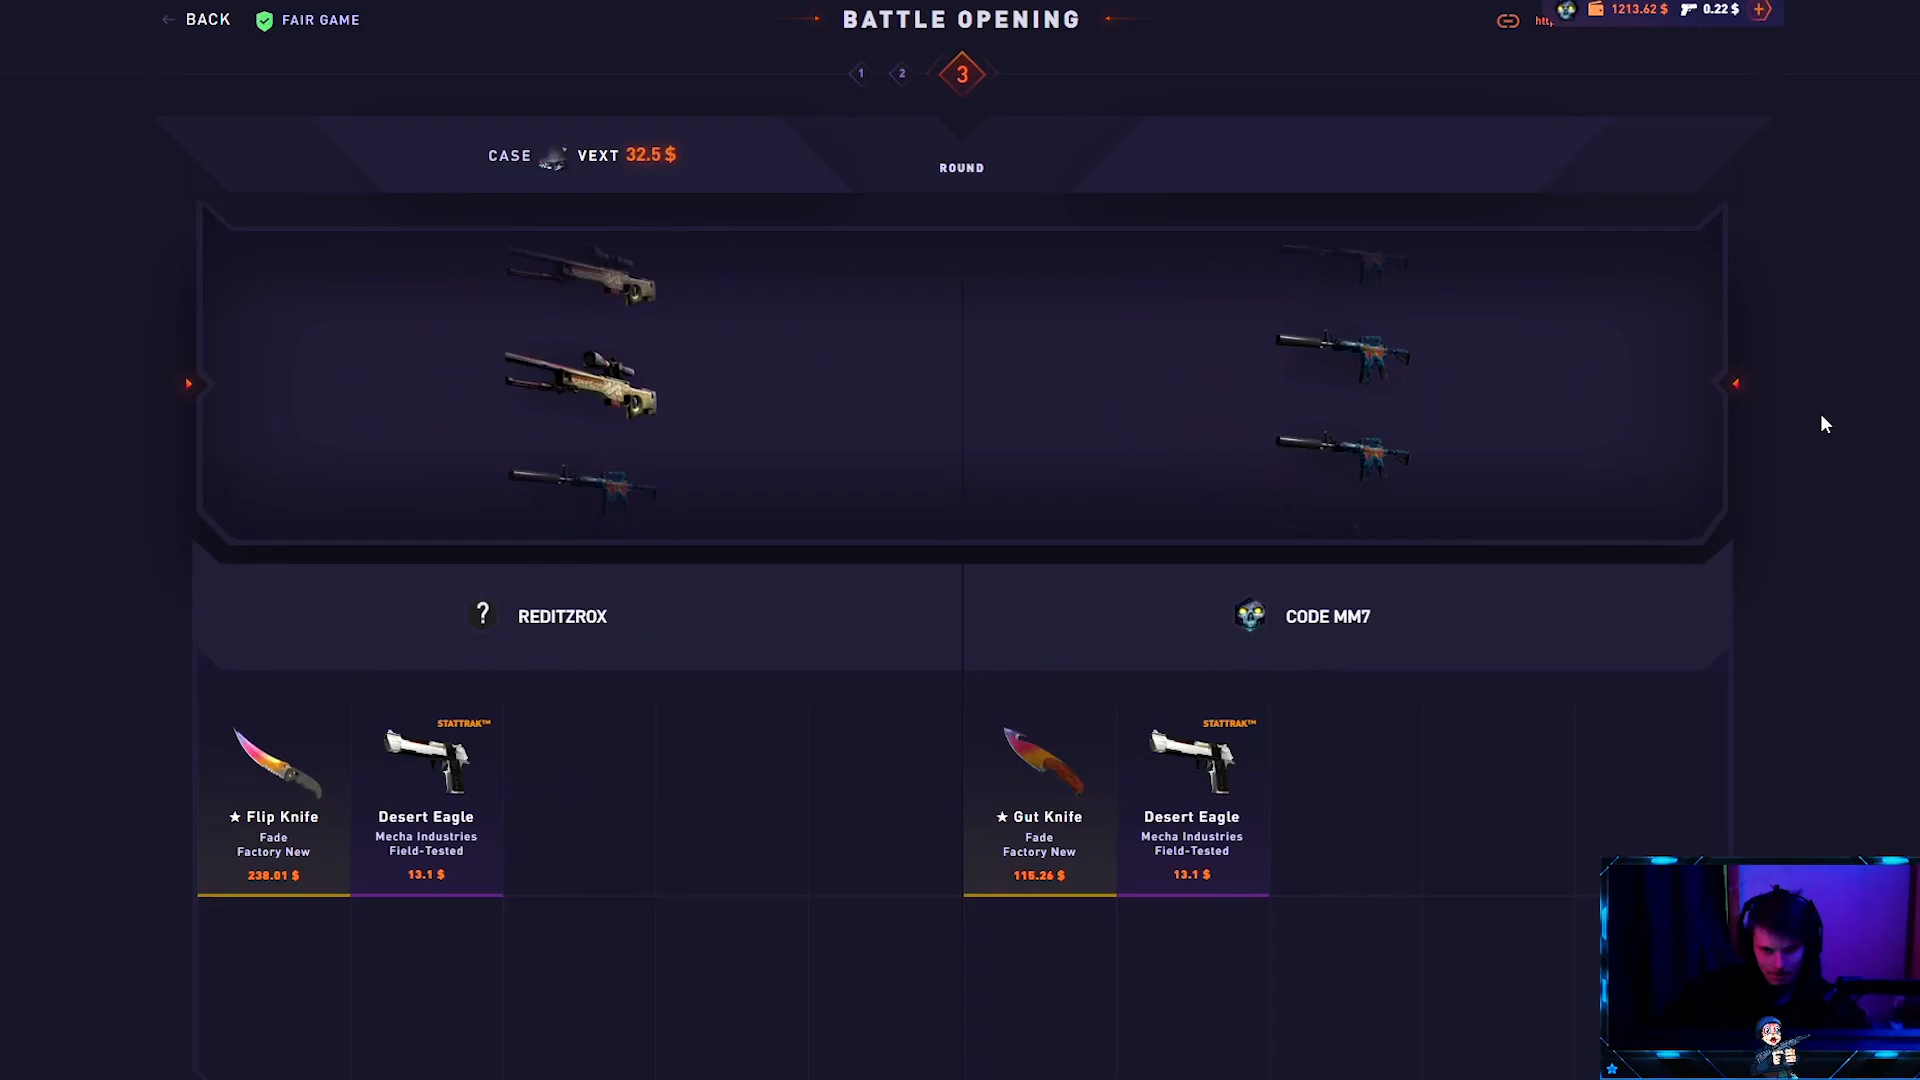 ← BACK
FAIR GAME
BATTLE OPENING
1213.62 $
0.22 $
1
2
3
CASE VEXT 32.5 $
ROUND
? REDITZROX
CODE MM7
★ Flip Knife
Fade
Factory New
238.01 $
STATTRAK™
Desert Eagle
Mecha Industries
Field-Tested
13.1 $
★ Gut Knife
Fade
Factory New
115.26 $
STATTRAK™
Desert Eagle
Mecha Industries
Field-Tested
13.1 $